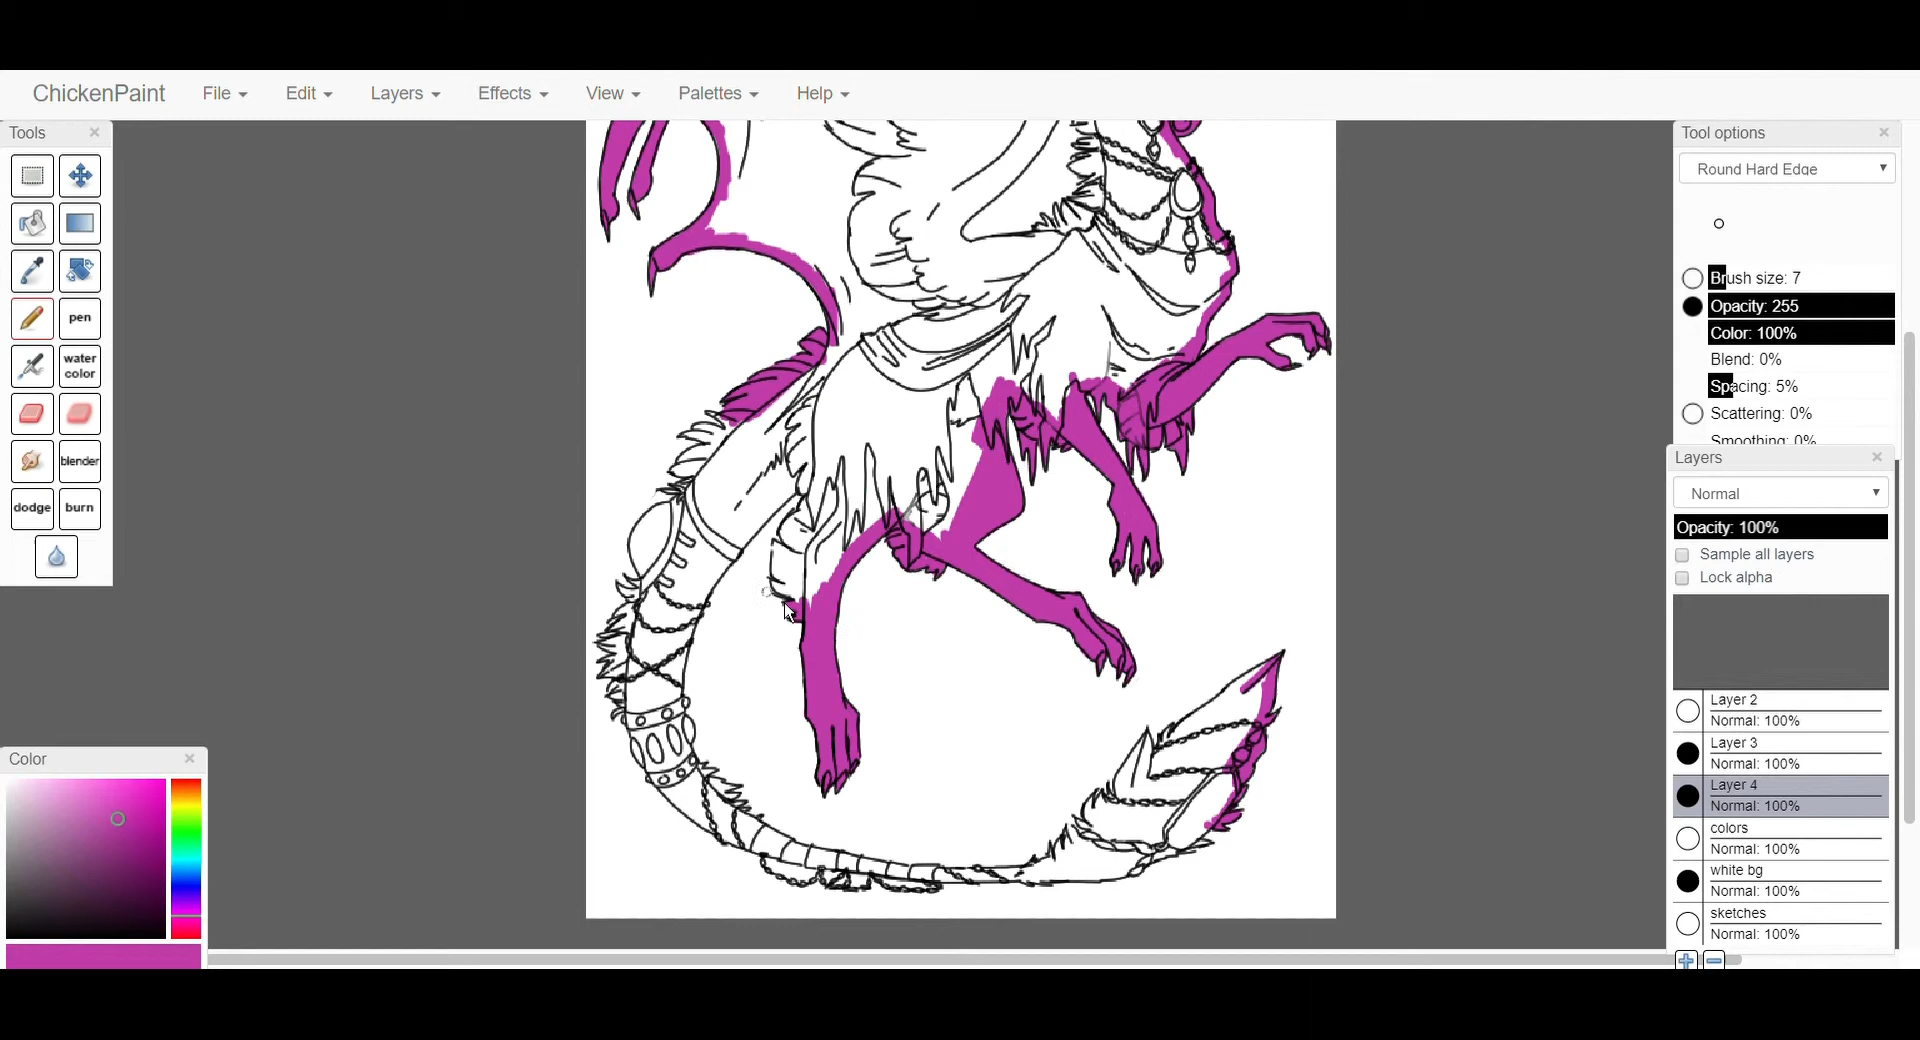 ChickenPaint File Edit Layers Effects View Palettes Help
Tools
pen
water
color
blender
dodge burn
Color
Tool options
Round Hard Edge
Brush size: 7
Opacity: 255
Color: 100%
Blend: 0%
Spacing: 5%
Scattering: 0%
Smoothing: 0%
Layers
Normal
Opacity: 100%
Sample all layers
Lock alpha
Layer 2
Normal: 100%
Layer 3
Normal: 100%
Layer 4
Normal: 100%
colors
Normal: 100%
white bg
Normal: 100%
sketches
Normal: 100%